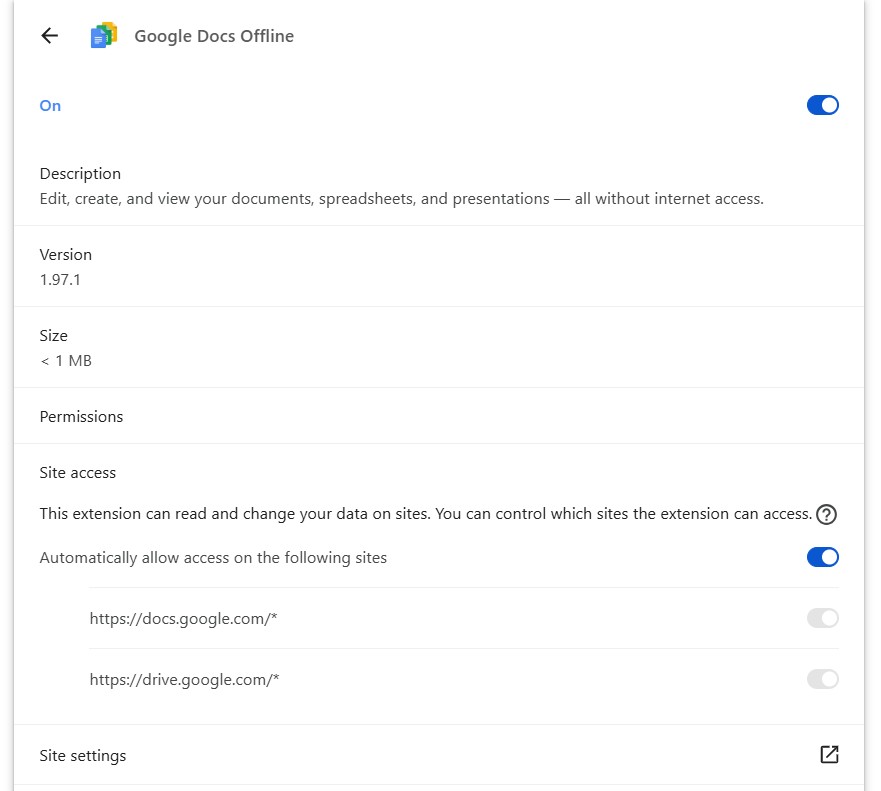 Google Docs Offline
On
Description
Edit, create, and view your documents, spreadsheets, and presentations — all without internet access.
Version
1.97.1
Size
< 1 MB
Permissions
Site access
This extension can read and change your data on sites. You can control which sites the extension can access.
Automatically allow access on the following sites
https://docs.google.com/*
https://drive.google.com/*
Site settings